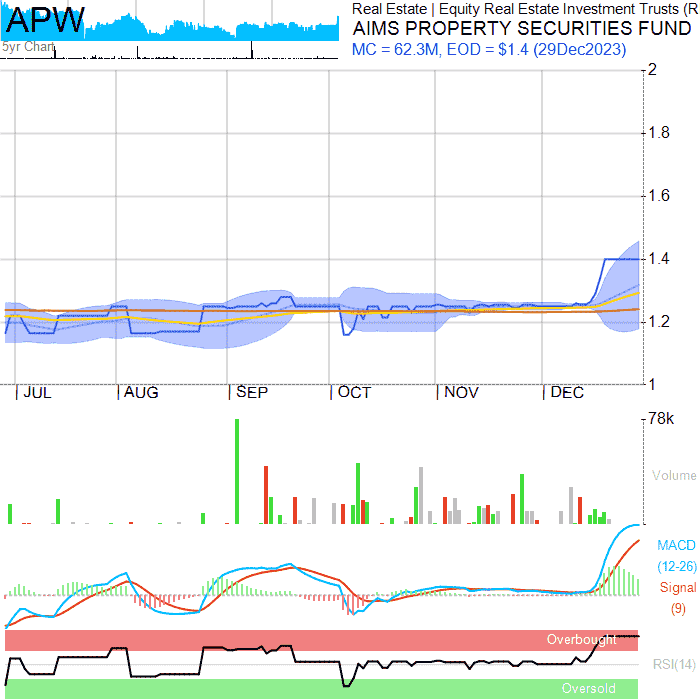 APW
5yr Chart
Real Estate | Equity Real Estate Investment Trusts (R
AIMS PROPERTY SECURITIES FUND
MC = 62.3M, EOD = $1.4 (29Dec2023)
2
1.8
1.6
1.4
1.2
1
JUL AUG SEP OCT NOV DEC
78k
Volume
MACD
(12-26)
Signal
(9)
Overbought
RSI(14)
Oversold